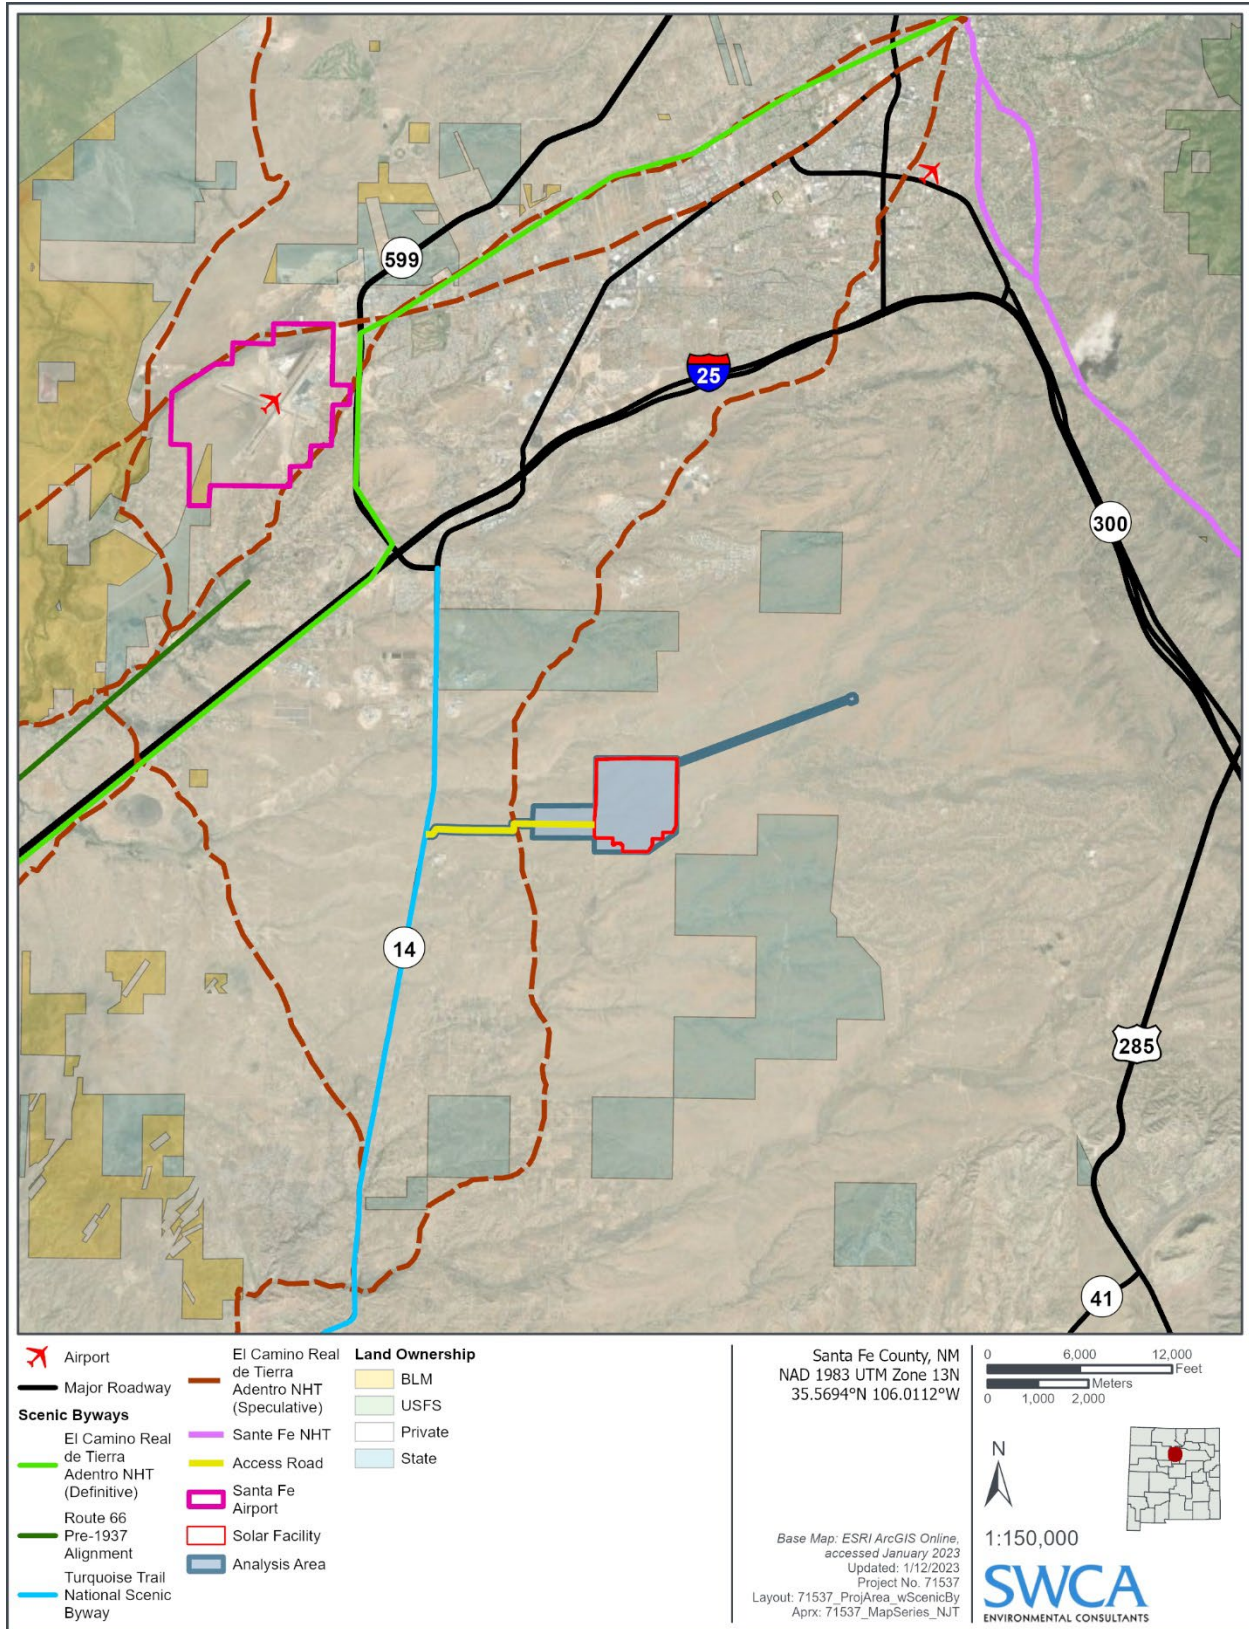 599
25
300
14
285
41
Airport
Major Roadway
Scenic Byways
El Camino Real
de Tierra
Adentro NHT
(Definitive)
Route 66
Pre-1937
Alignment
Turquoise Trail
National Scenic
Byway
El Camino Real
de Tierra
Adentro NHT
(Speculative)
Sante Fe NHT
Access Road
Santa Fe
Airport
Solar Facility
Analysis Area
Land Ownership
BLM
USFS
Private
State
Santa Fe County, NM
NAD 1983 UTM Zone 13N
35.5694°N 106.0112°W
Base Map: ESRI ArcGIS Online,
accessed January 2023
Updated: 1/12/2023
Project No. 71537
Layout: 71537_ProjArea_wScenicBy
Aprx: 71537_MapSeries_NJT
0 6,000 12,000
Feet
Meters
0 1,000 2,000
N
1:150,000
SWCA
ENVIRONMENTAL CONSULTANTS